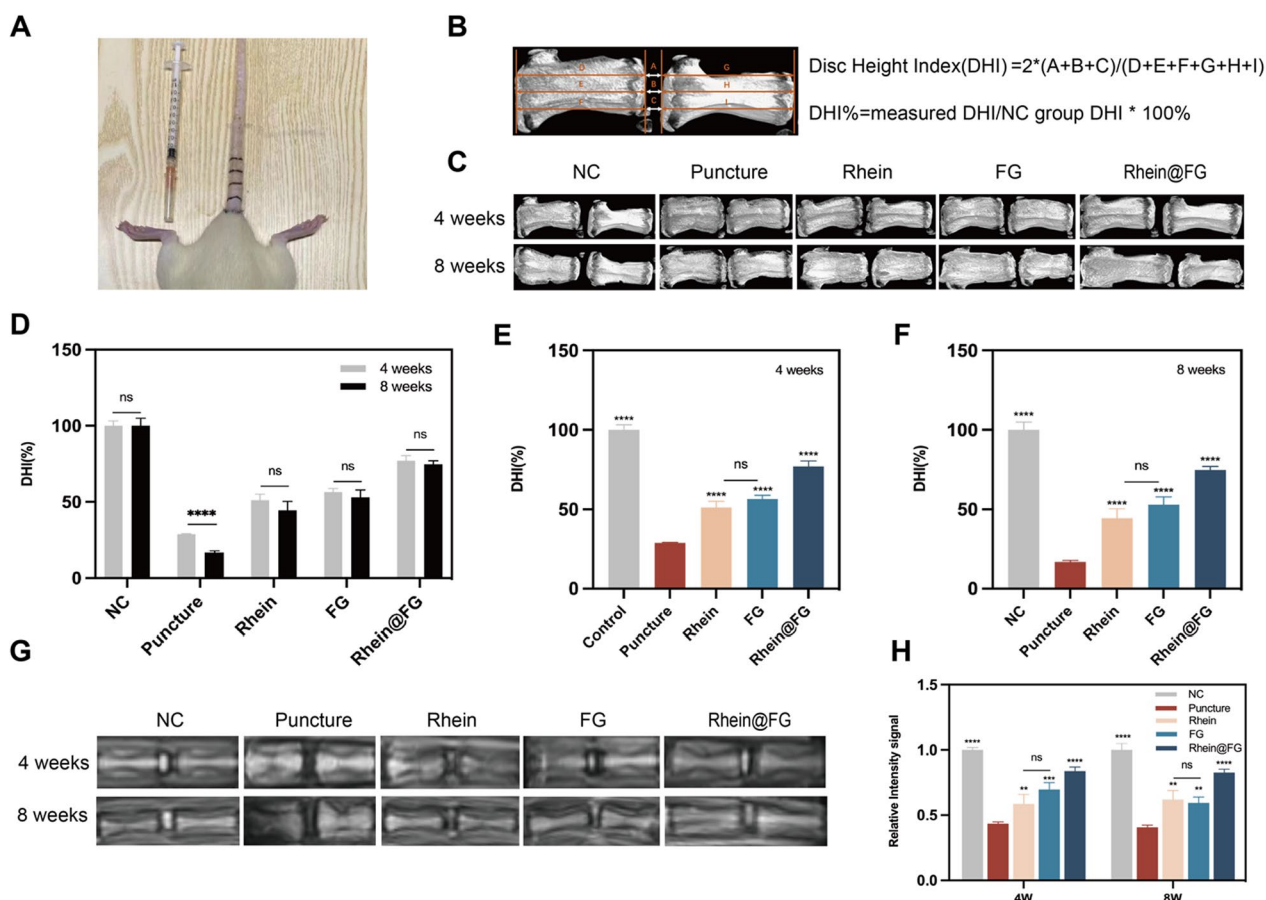 A
B
D
A
G
E
B
H
C
I
Disc Height Index(DHI) =2*(A+B+C)/(D+E+F+G+H+I)
DHI%=measured DHI/NC group DHI * 100%
C
NC Puncture Rhein FG Rhein@FG
4 weeks
8 weeks
D
150
100
50
0
DHI(%)
4 weeks
8 weeks
ns
****
ns
ns
ns
NC Puncture Rhein FG Rhein@FG
E
150
100
50
0
DHI(%)
4 weeks
****
****
ns
****
****
Control Puncture Rhein FG Rhein@FG
F
150
100
50
0
DHI(%)
8 weeks
****
****
ns
****
****
NC Puncture Rhein FG Rhein@FG
G
NC Puncture Rhein FG Rhein@FG
4 weeks
8 weeks
H
1.5
1.0
0.5
0.0
Relative Intensity signal
NC
Puncture
Rhein
FG
Rhein@FG
****
**
ns
***
****
****
**
ns
**
****
4W 8W